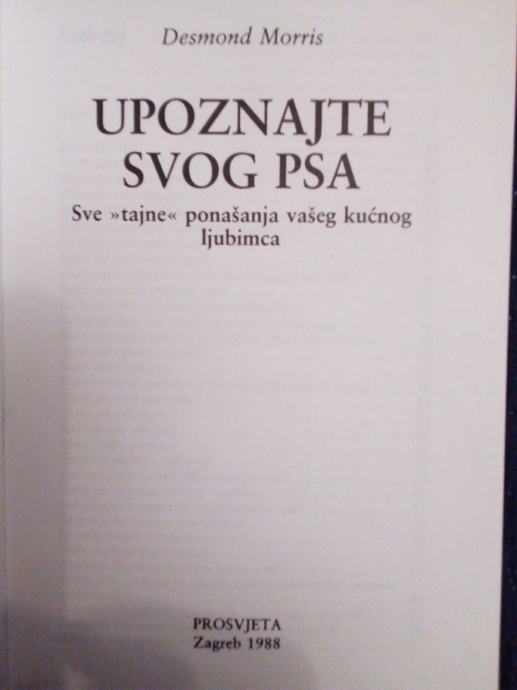 Desmond Morris
UPOZNAJTE
SVOG PSA
Sve »tajne« ponašanja vašeg kućnog
ljubimca
PROSVJETA
Zagreb 1988